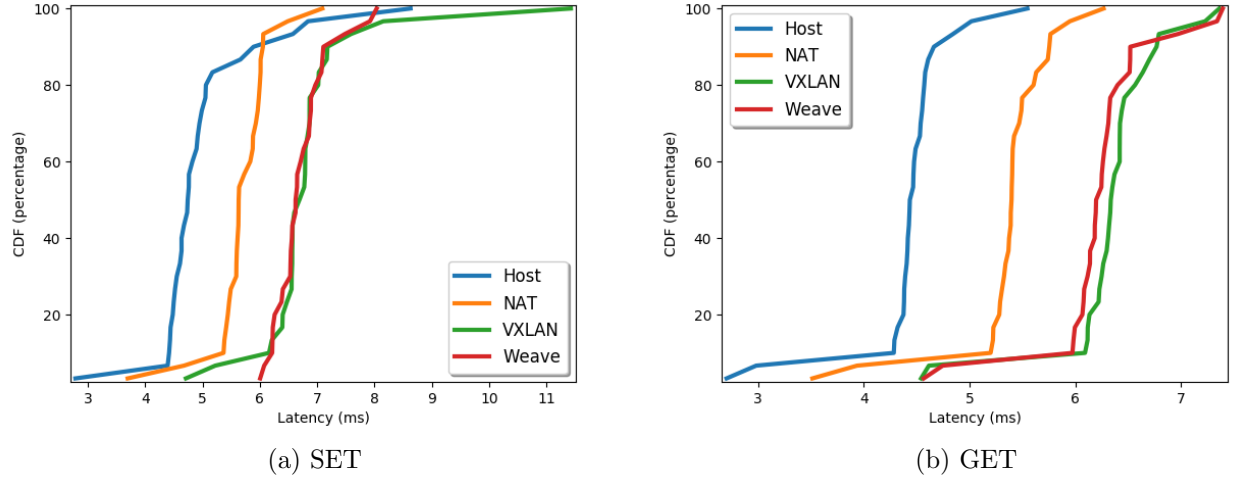 100
80
60
40
20
CDF (percentage)
Host
NAT
VXLAN
Weave
3 4 5 6 7 8 9 10 11
Latency (ms)
(a) SET
100
80
60
40
20
CDF (percentage)
Host
NAT
VXLAN
Weave
3 4 5 6 7
Latency (ms)
(b) GET